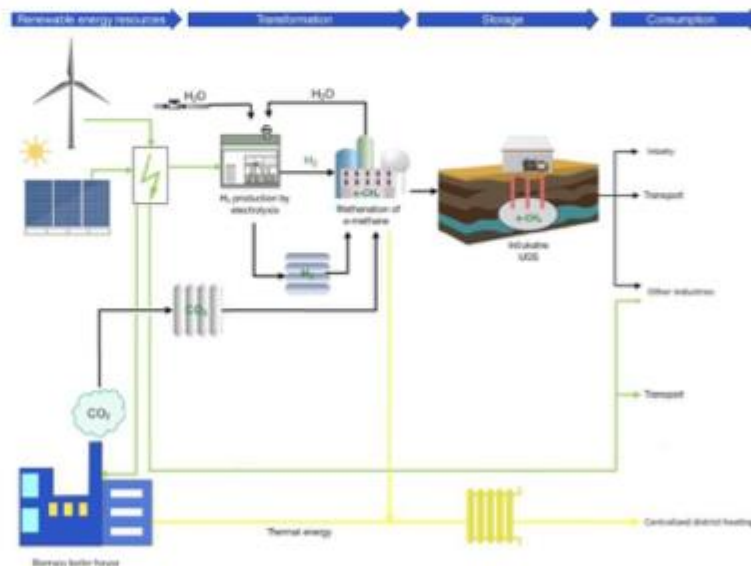 Renewable energy resources
Transformation
Storage
Consumption
H₂O
H₂O
H₂
H₂ production by
electrolysis
e-CH₄
Methanation of
e-methane
e-CH₄
UGS
Transport
H₂
CO₂
Other industries
CO₂
Transport
Thermal energy
Centralized district heating
Biomass boiler house